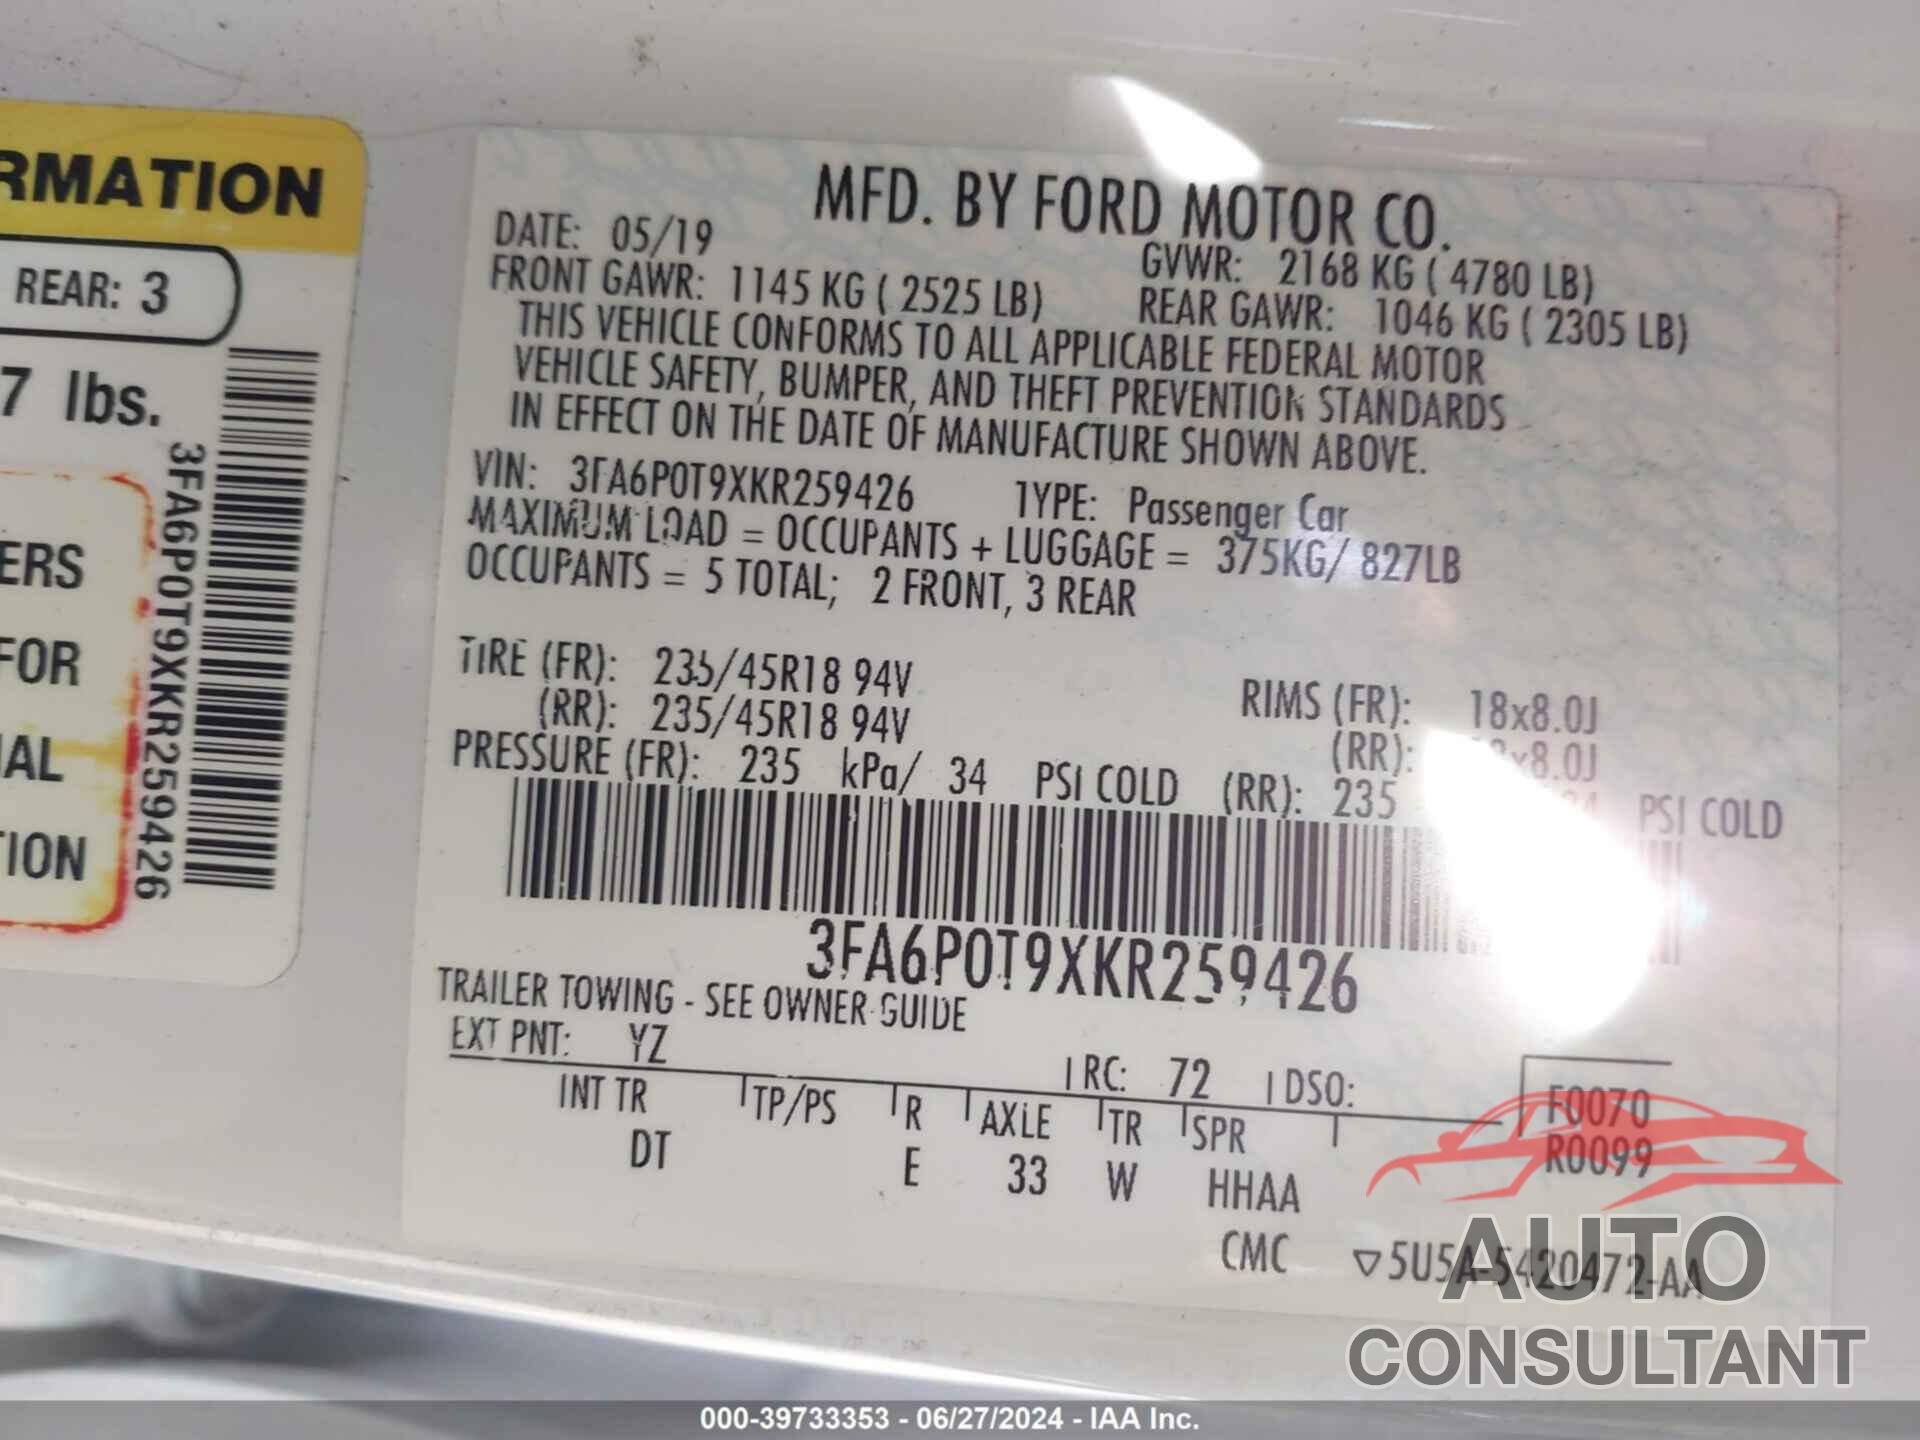 RMATION
REAR: 3
7 lbs.
3FA6P0T9XKR259426
ERS
FOR
IAL
TION
MFD. BY FORD MOTOR CO.
DATE: 05/19 GVWR: 2168 KG ( 4780 LB)
FRONT GAWR: 1145 KG ( 2525 LB) REAR GAWR: 1046 KG ( 2305 LB)
THIS VEHICLE CONFORMS TO ALL APPLICABLE FEDERAL MOTOR
VEHICLE SAFETY, BUMPER, AND THEFT PREVENTION STANDARDS
IN EFFECT ON THE DATE OF MANUFACTURE SHOWN ABOVE.
VIN: 3FA6P0T9XKR259426 TYPE: Passenger Car
MAXIMUM LOAD = OCCUPANTS + LUGGAGE = 375KG/ 827LB
OCCUPANTS = 5 TOTAL; 2 FRONT, 3 REAR
TIRE (FR): 235/45R18 94V RIMS (FR): 18x8.0J
(RR): 235/45R18 94V (RR): 18x8.0J
PRESSURE (FR): 235 kPa/ 34 PSI COLD (RR): 235 PSI COLD
3FA6P0T9XKR259426
TRAILER TOWING - SEE OWNER GUIDE
EXT PNT: YZ RC: 72 DSO:
INT TR TP/PS R AXLE TR SPR F0070
DT E 33 W HHAA R0099
CMC ▽5U5A-5420472-AA
AUTO
CONSULTANT
000-39733353 - 06/27/2024 - IAA Inc.